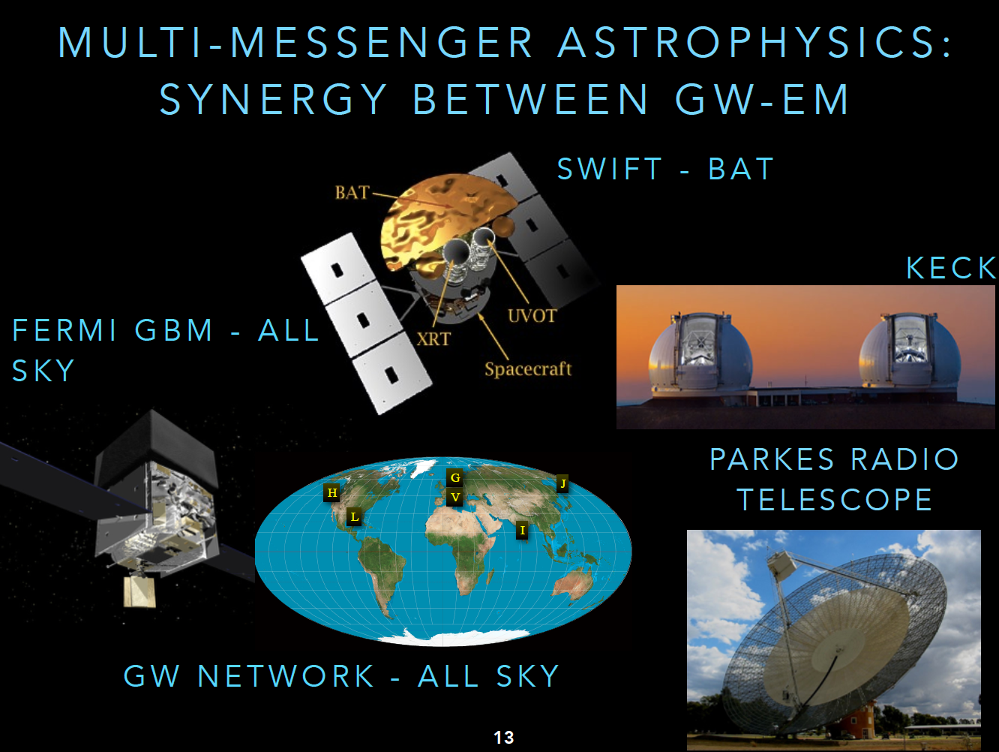 MULTI-MESSENGER ASTROPHYSICS:
SYNERGY BETWEEN GW-EM
SWIFT - BAT
BAT
UVOT
XRT
Spacecraft
KECK
FERMI GBM - ALL
SKY
PARKES RADIO
TELESCOPE
G
J
H
V
L
I
GW NETWORK - ALL SKY
13